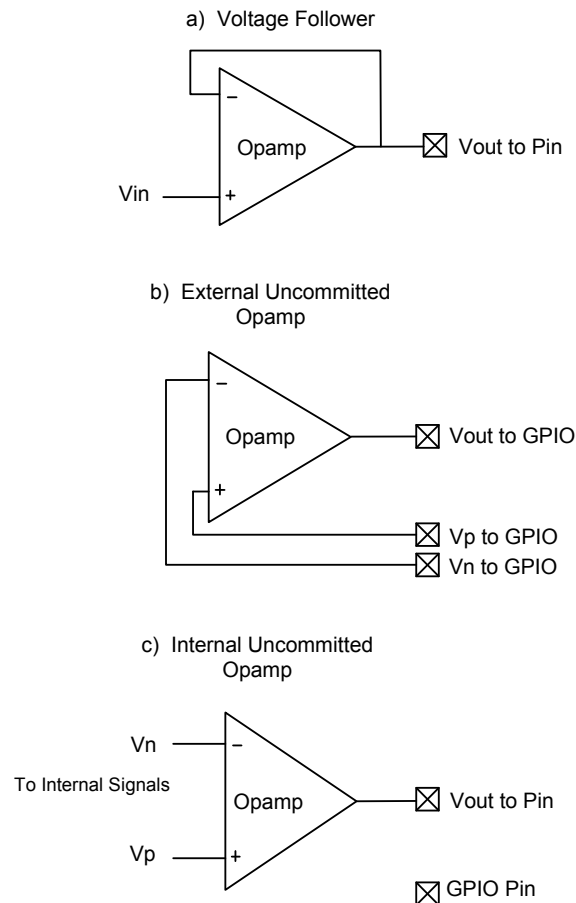 a) Voltage Follower
−
Opamp
Vout to Pin
Vin
+
b) External Uncommitted
Opamp
−
Opamp
Vout to GPIO
+
Vp to GPIO
Vn to GPIO
c) Internal Uncommitted
Opamp
Vn
−
To Internal Signals
Opamp
Vout to Pin
Vp
+
GPIO Pin